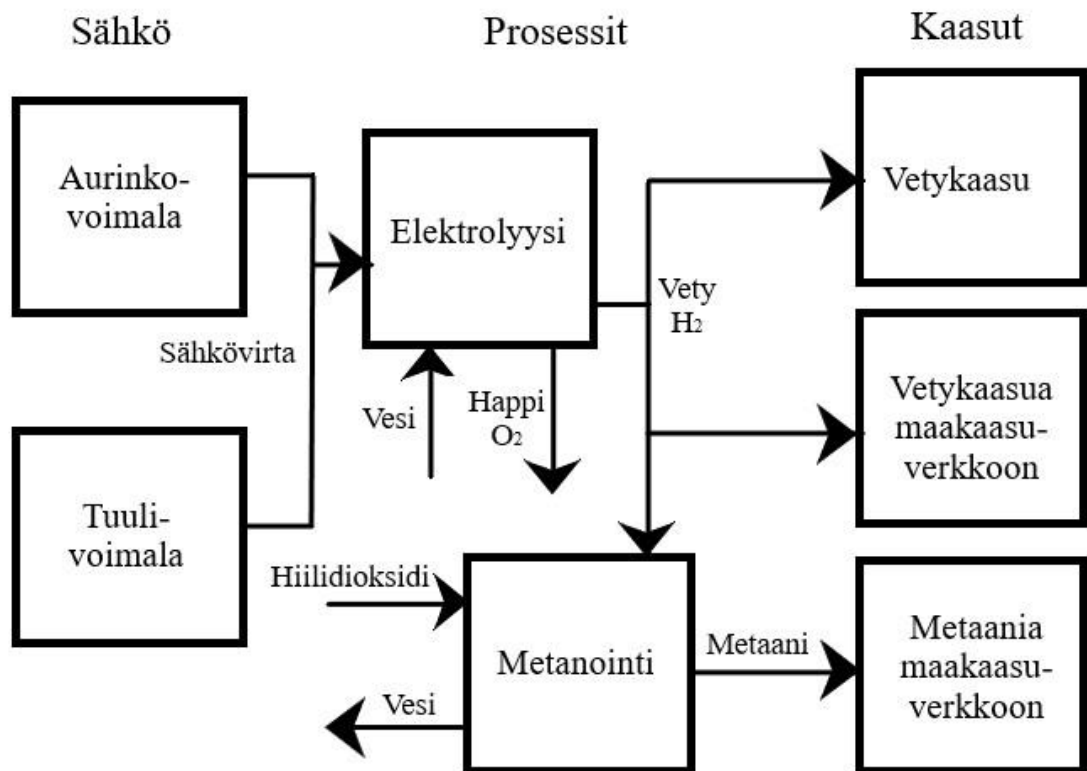 Sähkö
Prosessit
Kaasut
Aurinko-
voimala
Elektrolyysi
Vetykaasu
Vety
H2
Sähkövirta
Vesi
Happi
O2
Vetykaasua
maakaasu-
verkkoon
Tuuli-
voimala
Hiilidioksidi
Metanointi
Metaani
Vesi
Metaania
maakaasu-
verkkoon